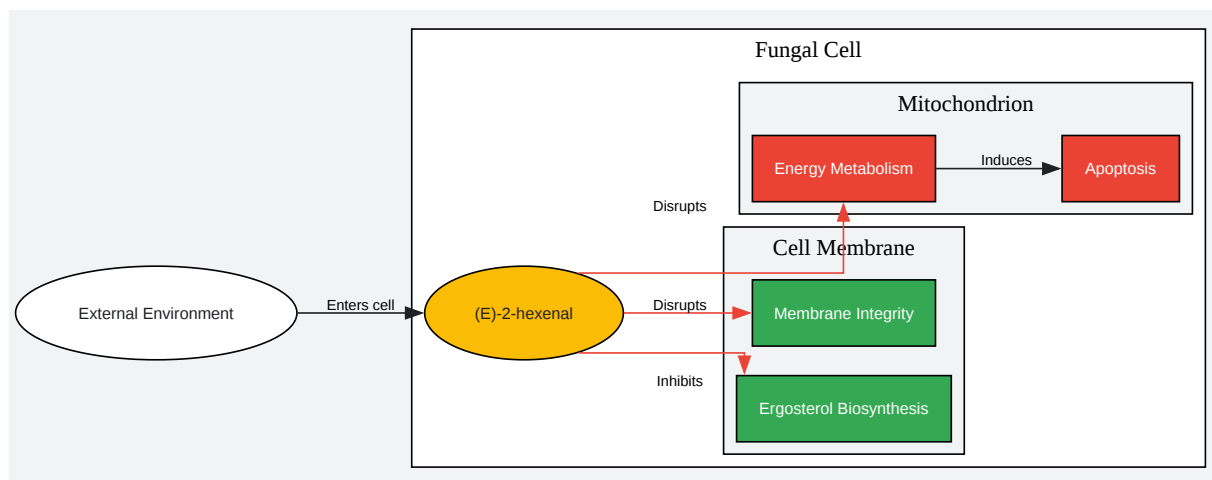 Fungal Cell
Mitochondrion
Energy Metabolism
Induces
Apoptosis
Disrupts
Cell Membrane
External Environment
Enters cell
(E)-2-hexenal
Disrupts
Membrane Integrity
Inhibits
Ergosterol Biosynthesis